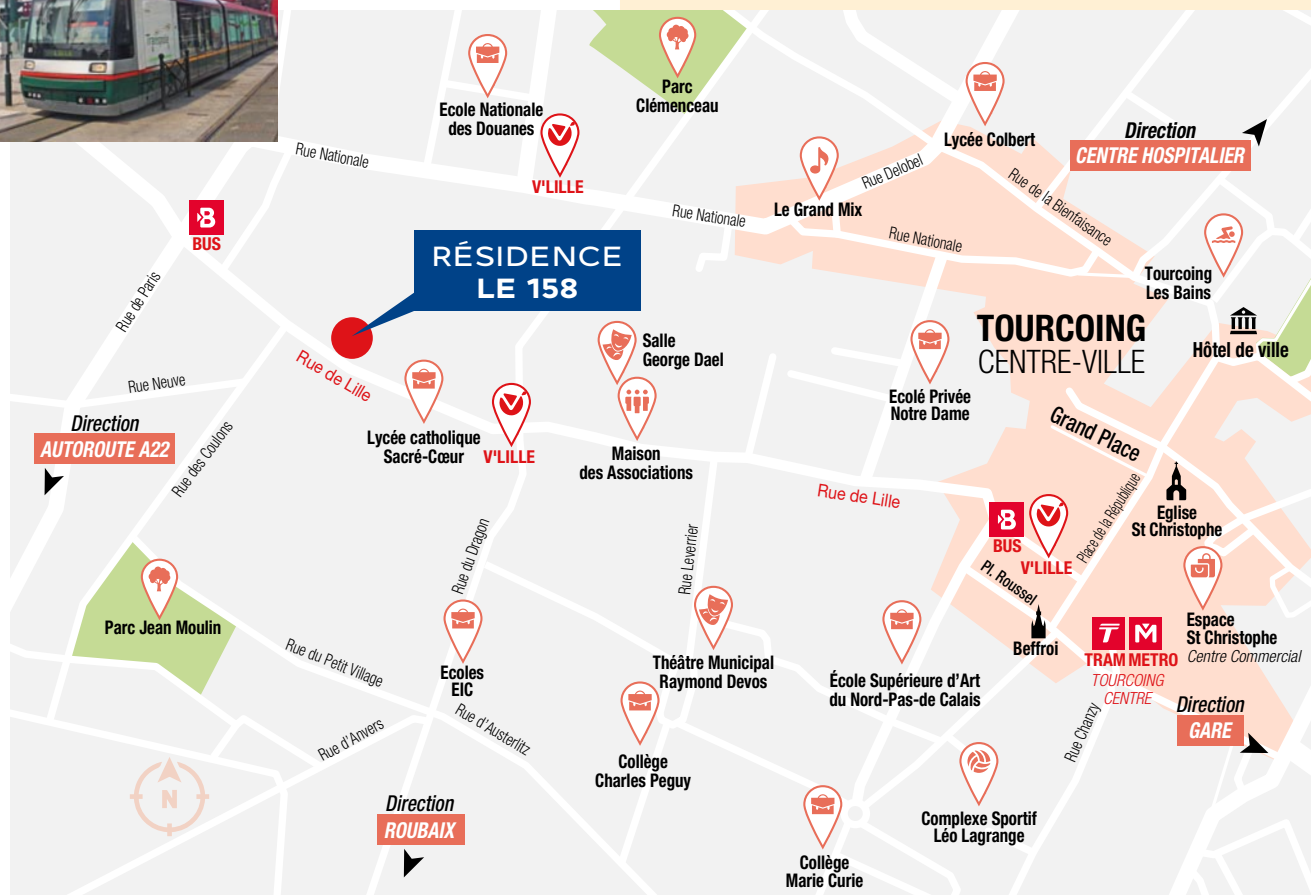 Parc
Clémenceau
Ecole Nationale
des Douanes
V'LILLE
Lycée Colbert
Direction
CENTRE HOSPITALIER
Rue Nationale
Rue Delobel
Rue de la Bienfaisance
Le Grand Mix
Rue Nationale
Rue Nationale
B
BUS
RÉSIDENCE
LE 158
Tourcoing
Les Bains
Rue de Paris
TOURCOING
CENTRE-VILLE
Hôtel de ville
Salle
George Dael
Rue de Lille
Rue Neuve
Ecolé Privée
Notre Dame
Direction
AUTOROUTE A22
Grand Place
Rue des Coulons
Lycée catholique
Sacré-Cœur
V'LILLE
Maison
des Associations
Rue de Lille
Place de la République
Eglise
St Christophe
B
BUS
V'LILLE
Rue du Dragon
Rue Leverrier
Pl. Roussel
Parc Jean Moulin
Espace
St Christophe
Centre Commercial
Beffroi
T M
TRAM METRO
TOURCOING
CENTRE
Rue du Petit Village
Ecoles
EIC
Théâtre Municipal
Raymond Devos
École Supérieure d'Art
du Nord-Pas-de Calais
Direction
GARE
Rue d'Anvers
Rue d'Austerlitz
Rue Chanzy
Collège
Charles Peguy
N
Direction
ROUBAIX
Complexe Sportif
Léo Lagrange
Collège
Marie Curie